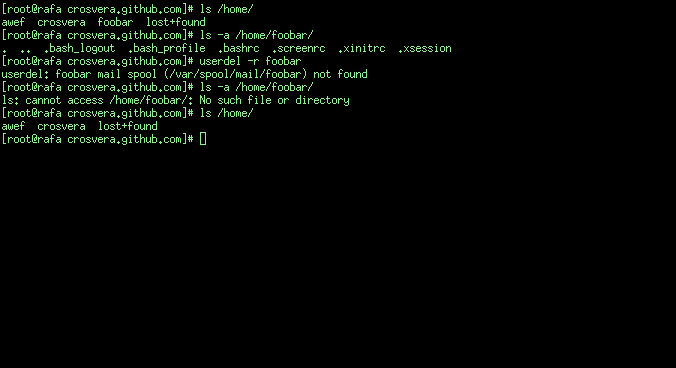 [root@rafa crosvera.github.com]# ls /home/
awef  crosvera  foobar  lost+found
[root@rafa crosvera.github.com]# ls -a /home/foobar/
.  ..  .bash_logout  .bash_profile  .bashrc  .screenrc  .xinitrc  .xsession
[root@rafa crosvera.github.com]# userdel -r foobar
userdel: foobar mail spool (/var/spool/mail/foobar) not found
[root@rafa crosvera.github.com]# ls -a /home/foobar/
ls: cannot access /home/foobar/: No such file or directory
[root@rafa crosvera.github.com]# ls /home/
awef  crosvera  lost+found
[root@rafa crosvera.github.com]#